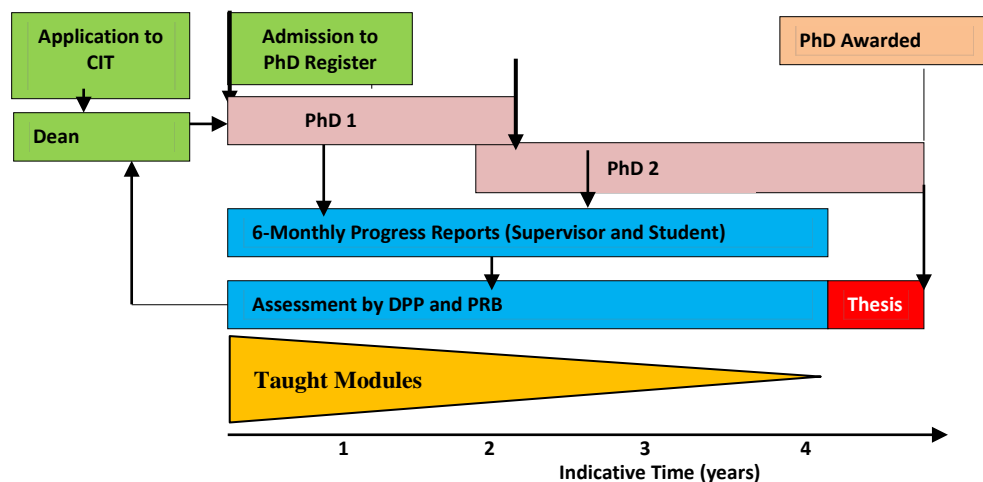 Application to
CIT
Admission to
PhD Register
PhD Awarded
Dean
PhD 1
PhD 2
6-Monthly Progress Reports (Supervisor and Student)
Assessment by DPP and PRB
Thesis
Taught Modules
1 2 3 4
Indicative Time (years)